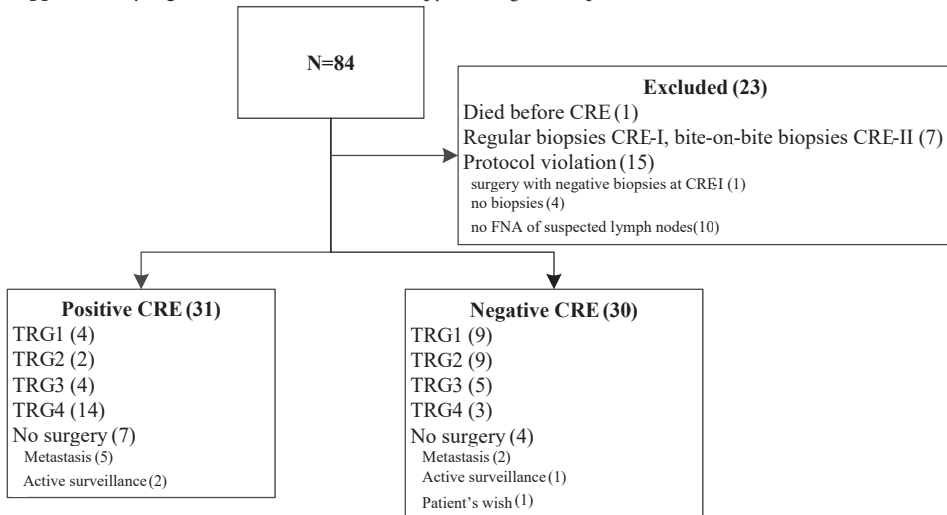 N=84
Excluded (23)
Died before CRE (1)
Regular biopsies CRE-I, bite-on-bite biopsies CRE-II (7)
Protocol violation (15)
surgery with negative biopsies at CRE-I (1)
no biopsies (4)
no FNA of suspected lymph nodes(10)
Positive CRE (31)
TRG1 (4)
TRG2 (2)
TRG3 (4)
TRG4 (14)
No surgery (7)
Metastasis (5)
Active surveillance (2)
Negative CRE (30)
TRG1 (9)
TRG2 (9)
TRG3 (5)
TRG4 (3)
No surgery (4)
Metastasis (2)
Active surveillance (1)
Patient's wish (1)